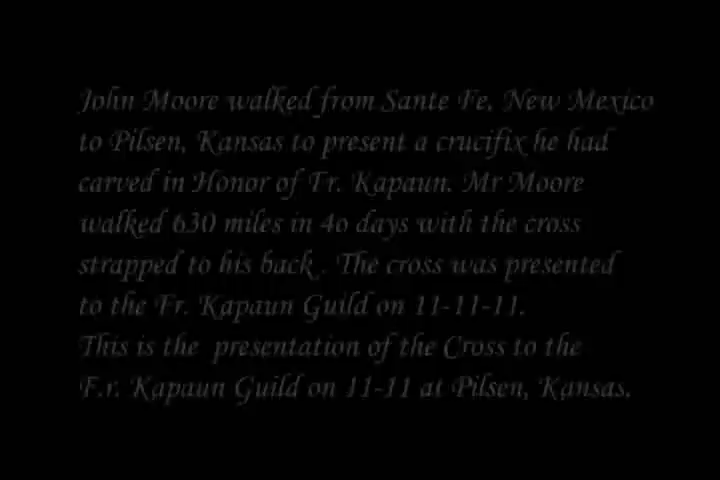 John Moore walked from Sante Fe, New Mexico
to Pilsen, Kansas to present a crucifix he had
carved in Honor of Fr. Kapaun. Mr Moore
walked 630 miles in 40 days with the cross
strapped to his back . The cross was presented
to the Fr. Kapaun Guild on 11-11-11.
This is the presentation of the Cross to the
F.r. Kapaun Guild on 11-11 at Pilsen, Kansas.